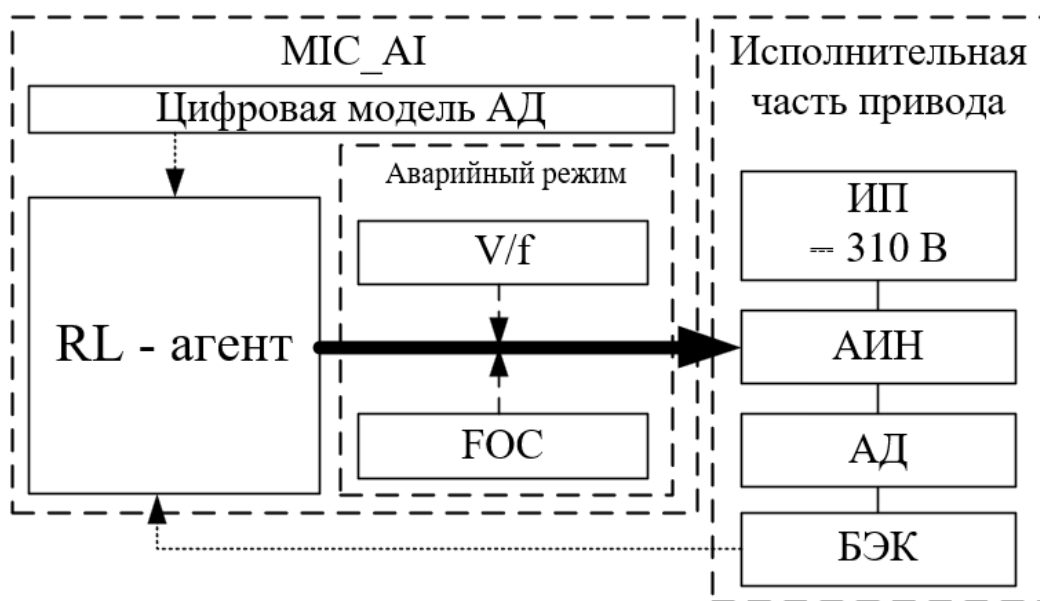 MIC_AI
Цифровая модель АД
RL - агент
Аварийный режим
V/f
FOC
Исполнительная
часть привода
ИП
⎓ 310 В
АИН
АД
БЭК